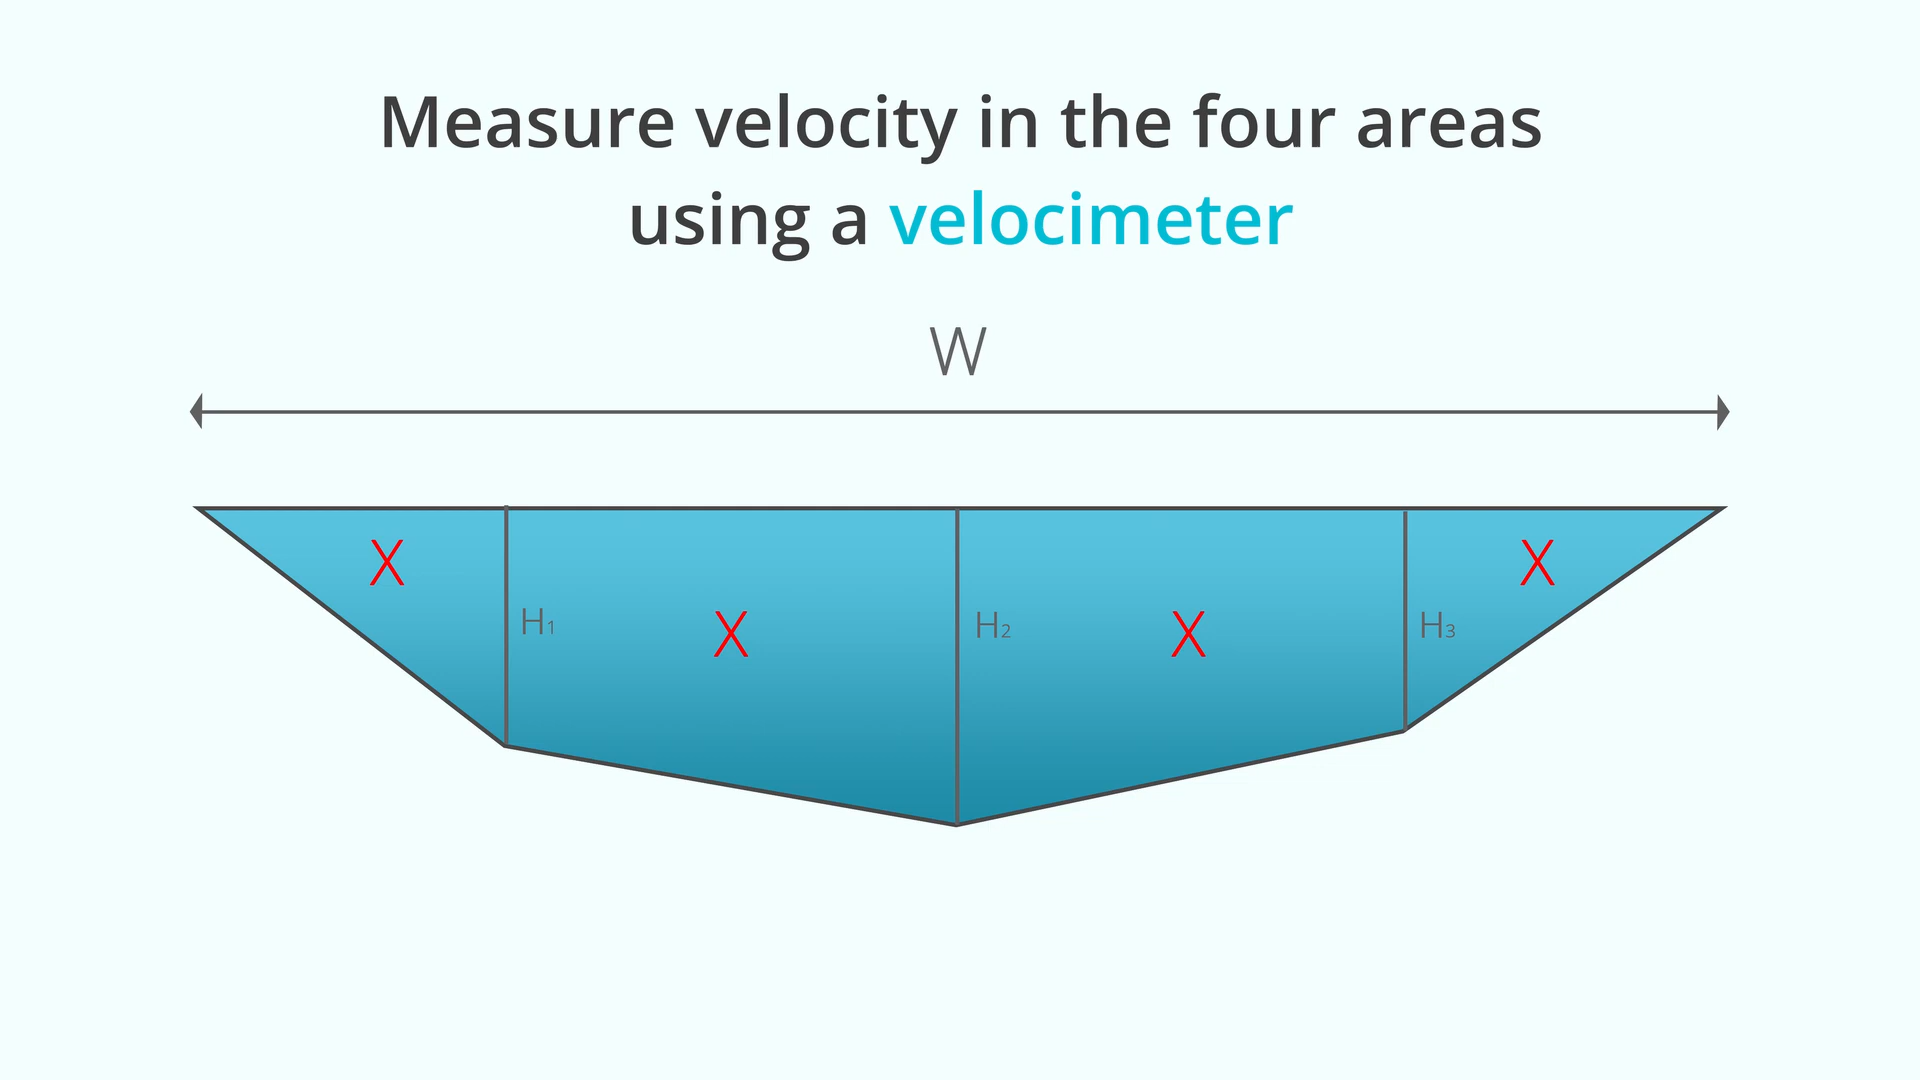 Measure velocity in the four areas
using a velocimeter
W
X
X
H₁
X
H₂
X
H₃